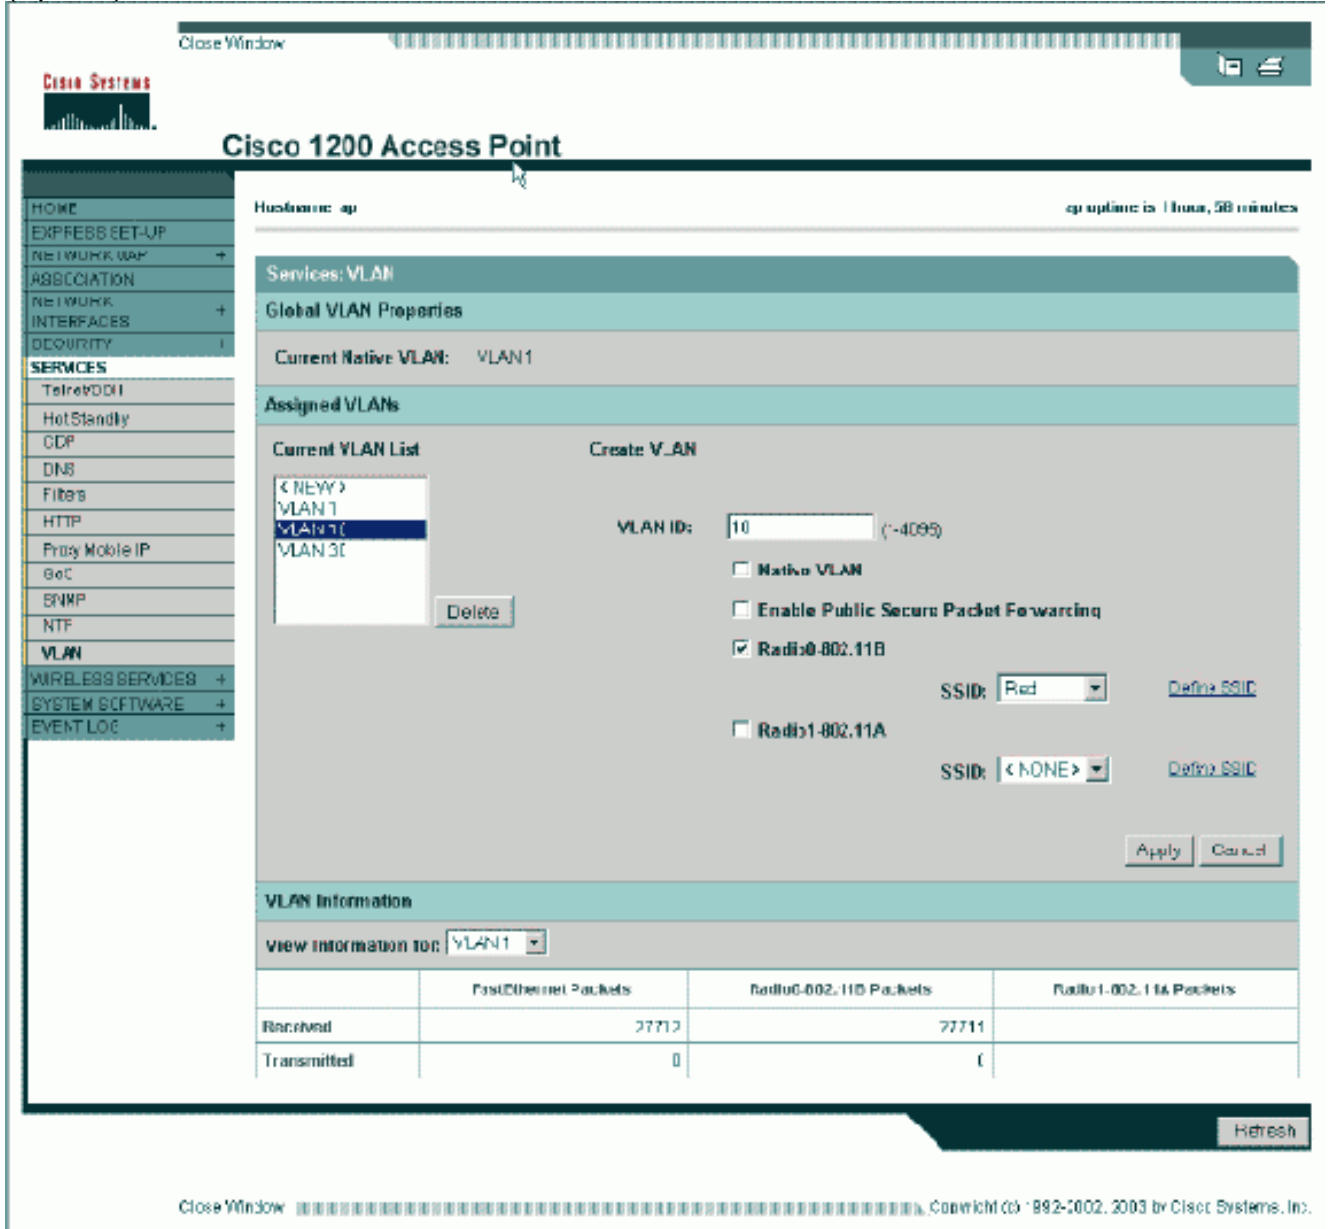 Close Window
CISCO SYSTEMS
Cisco 1200 Access Point
HOME
EXPRESS SET-UP
NETWORK MAP +
ASSOCIATION
NETWORK
INTERFACES +
SECURITY
SERVICES
Telnet/SSH
Hot Standby
CDP
DNS
Filters
HTTP
Proxy Mobile IP
QoS
SNMP
NTP
VLAN
WIRELESS SERVICES +
SYSTEM SOFTWARE +
EVENT LOG +
Hostname ap
ap uptime is 1 hour, 58 minutes
Services: VLAN
Global VLAN Properties
Current Native VLAN: VLAN 1
Assigned VLANs
Current VLAN List
< NEW >
VLAN 1
VLAN 10
VLAN 30
Delete
Create VLAN
VLAN ID: 10 (1-4095)
Native VLAN
Enable Public Secure Packet Forwarding
Radio0-802.11B
SSID: Red Define SSID
Radio1-802.11A
SSID: < NONE > Define SSID
Apply Cancel
VLAN Information
View Information for: VLAN 1
FastEthernet Packets Radio0-802.11B Packets Radio1-802.11A Packets
Received 27712 27711
Transmitted 0 0
Refresh
Close Window
Copyright (c) 1992-2002, 2003 by Cisco Systems, Inc.